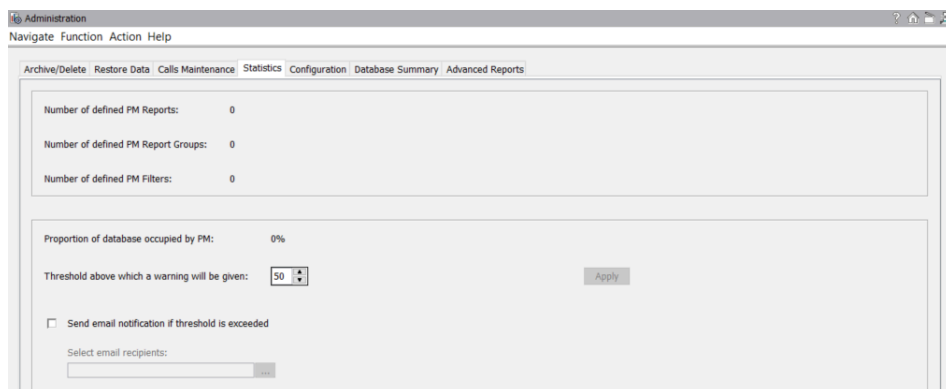 Administration
Navigate Function Action Help
Archive/Delete Restore Data Calls Maintenance Statistics Configuration Database Summary Advanced Reports
Number of defined PM Reports: 0
Number of defined PM Report Groups: 0
Number of defined PM Filters: 0
Proportion of database occupied by PM: 0%
Threshold above which a warning will be given: 50 Apply
Send email notification if threshold is exceeded
Select email recipients:
...